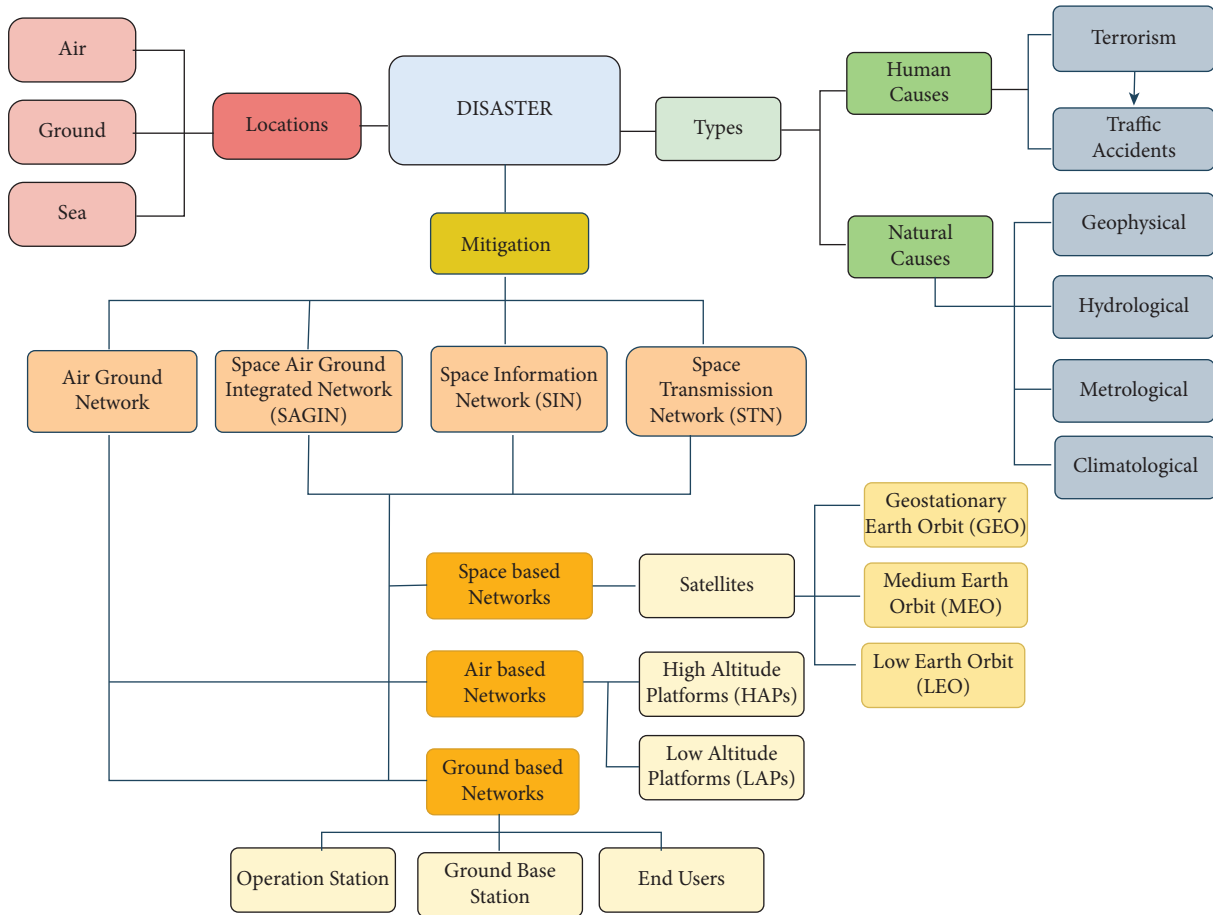 Air
Ground
Sea
Locations
DISASTER
Types
Human
Causes
Natural
Causes
Terrorism
Traffic
Accidents
Geophysical
Hydrological
Metrological
Climatological
Mitigation
Air Ground
Network
Space Air Ground
Integrated Network
(SAGIN)
Space Information
Network (SIN)
Space
Transmission
Network (STN)
Space based
Networks
Satellites
Geostationary
Earth Orbit (GEO)
Medium Earth
Orbit (MEO)
Low Earth Orbit
(LEO)
Air based
Networks
High Altitude
Platforms (HAPs)
Low Altitude
Platforms (LAPs)
Ground based
Networks
Operation Station
Ground Base
Station
End Users